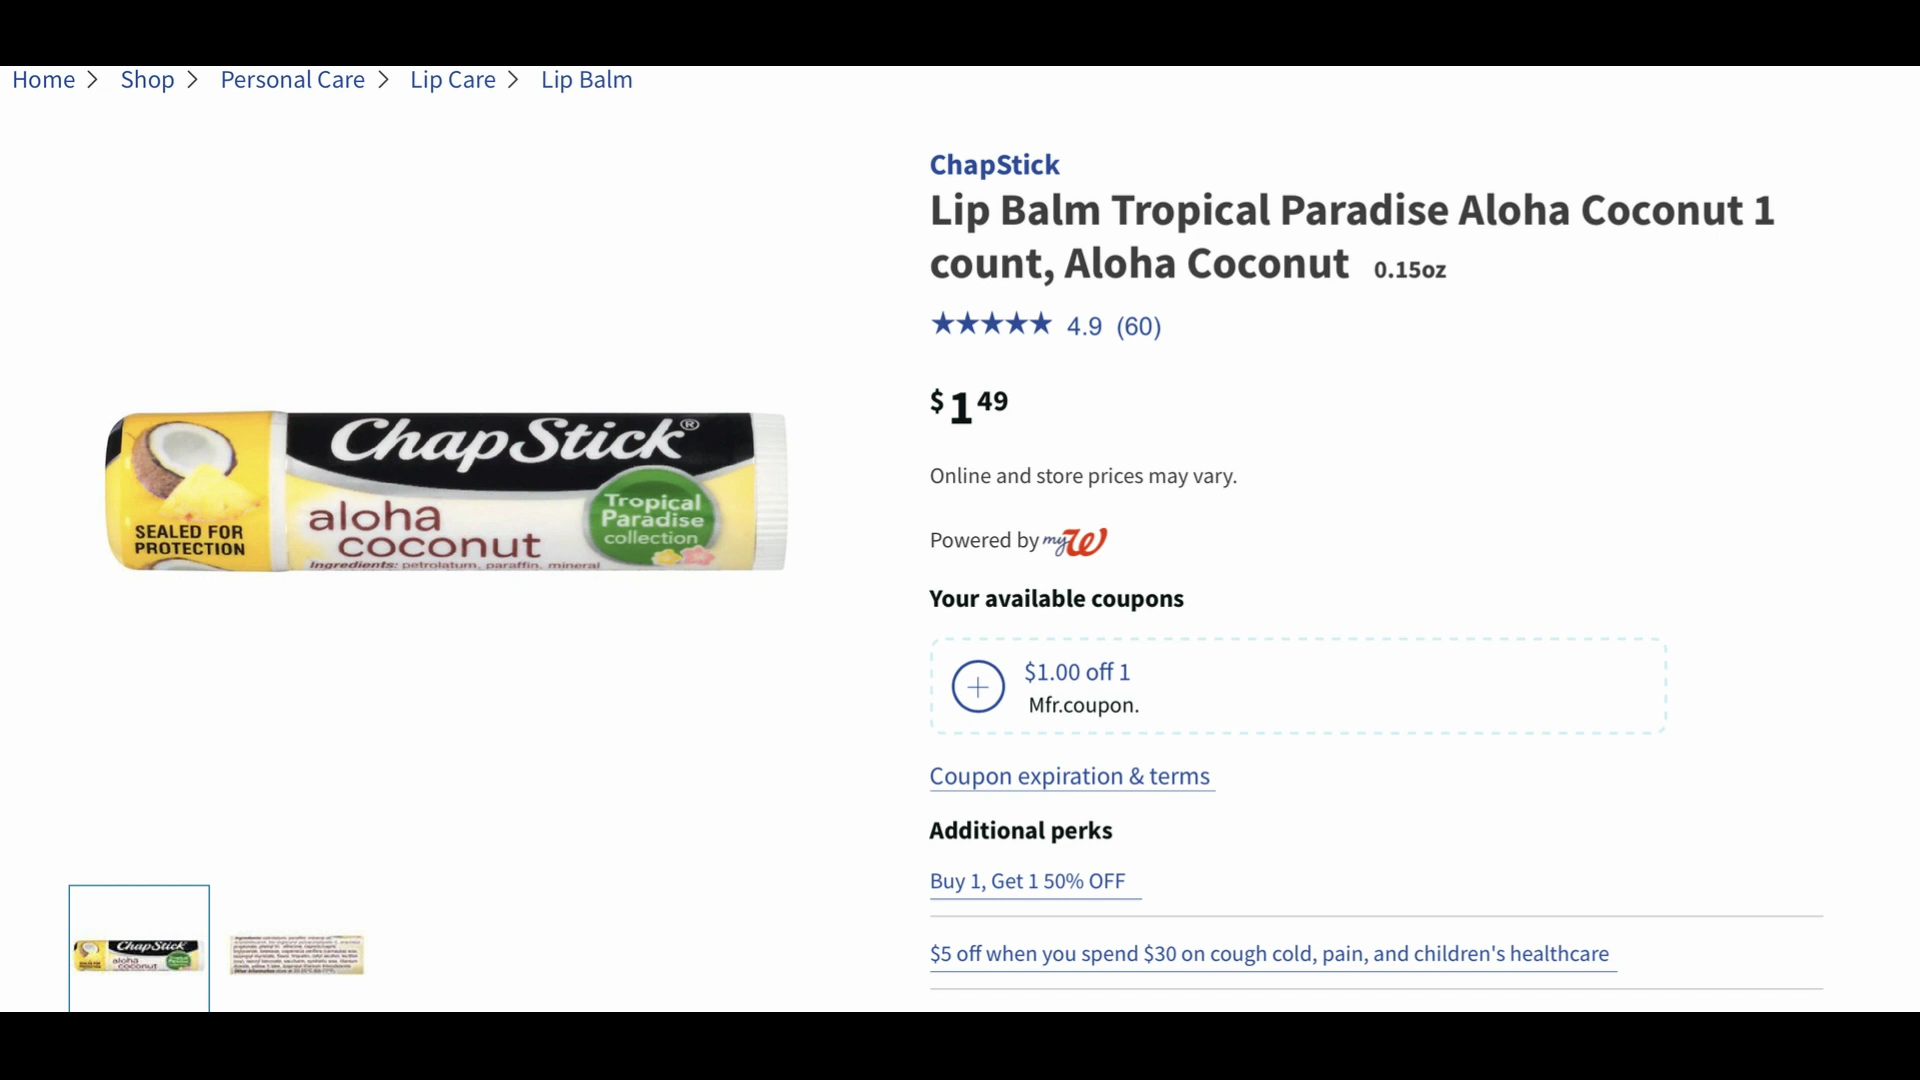 Home > Shop > Personal Care > Lip Care > Lip Balm
ChapStick
Lip Balm Tropical Paradise Aloha Coconut 1
count, Aloha Coconut 0.15oz
★★★★★ 4.9 (60)
$1 49
Online and store prices may vary.
Powered by myW
Your available coupons
$1.00 off 1
Mfr.coupon.
Coupon expiration & terms
Additional perks
Buy 1, Get 1 50% OFF
$5 off when you spend $30 on cough cold, pain, and children's healthcare
ChapStick®
aloha
coconut
Tropical
Paradise
collection
SEALED FOR
PROTECTION
Ingredients: petrolatum, paraffin, mineral
ChapStick
aloha
coconut